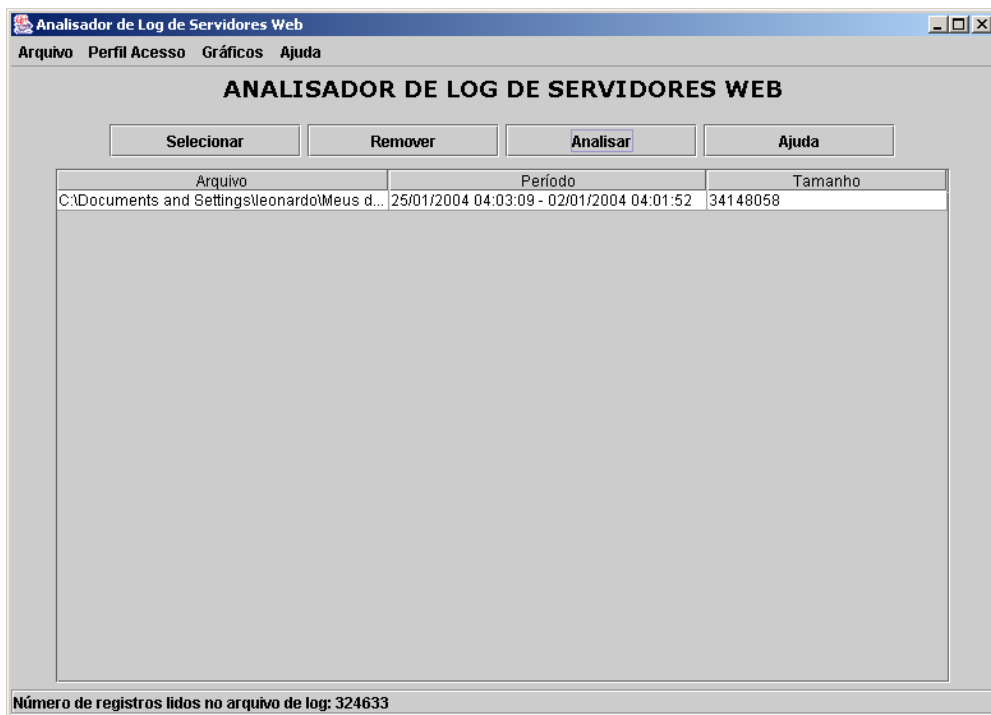 Analisador de Log de Servidores Web
Arquivo Perfil Acesso Gráficos Ajuda
ANALISADOR DE LOG DE SERVIDORES WEB
Selecionar Remover Analisar Ajuda
Arquivo Período Tamanho
C:\Documents and Settings\leonardo\Meus d... 25/01/2004 04:03:09 - 02/01/2004 04:01:52 34148058
Número de registros lidos no arquivo de log: 324633